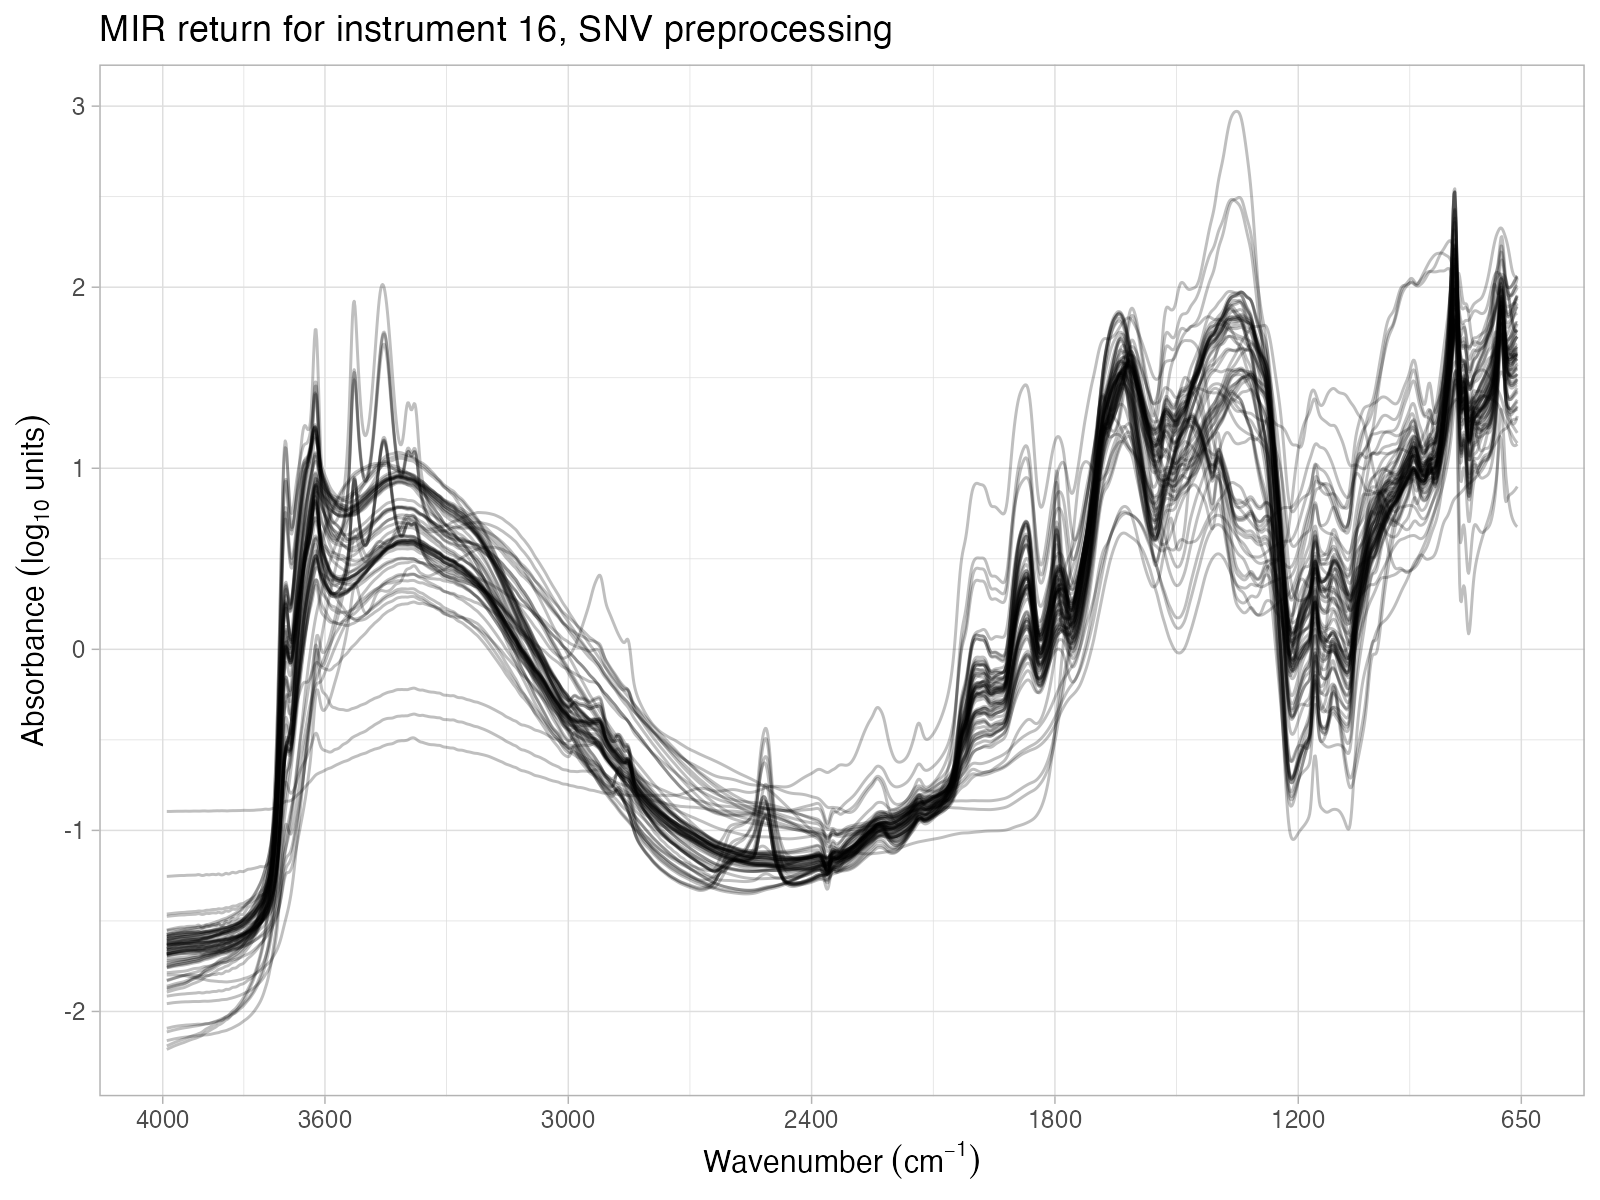 MIR return for instrument 16, SNV preprocessing
Absorbance (log₁₀ units)
3
2
1
0
-1
-2
4000 3600 3000 2400 1800 1200 650
Wavenumber (cm⁻¹)